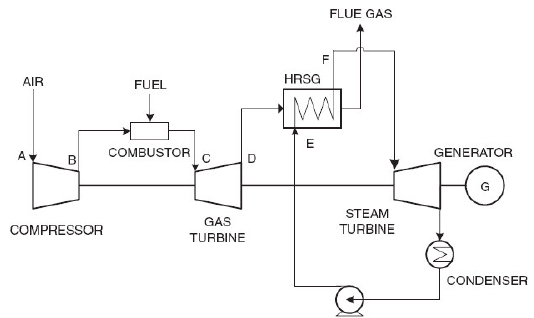 FLUE GAS
F
AIR
FUEL
HRSG
A
B
COMBUSTOR
C
D
E
GENERATOR
G
COMPRESSOR
GAS
TURBINE
STEAM
TURBINE
CONDENSER